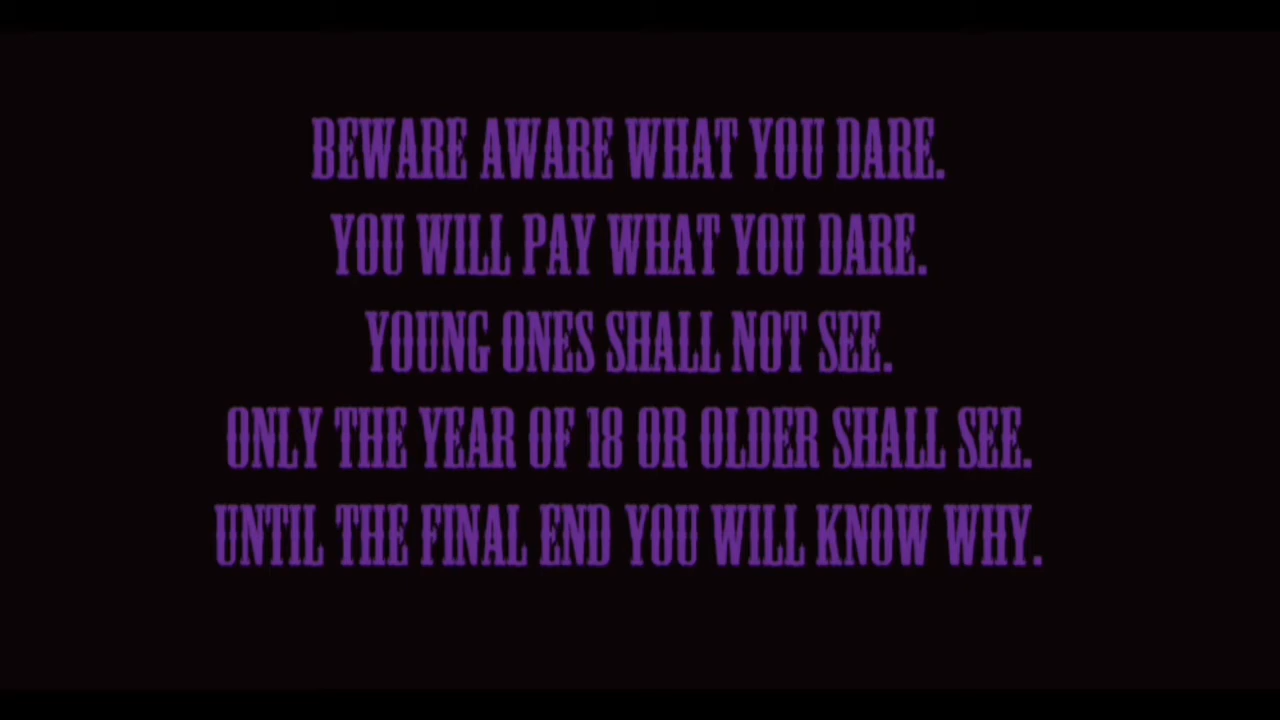 BEWARE AWARE WHAT YOU DARE.
YOU WILL PAY WHAT YOU DARE.
YOUNG ONES SHALL NOT SEE.
ONLY THE YEAR OF 18 OR OLDER SHALL SEE.
UNTIL THE FINAL END YOU WILL KNOW WHY.